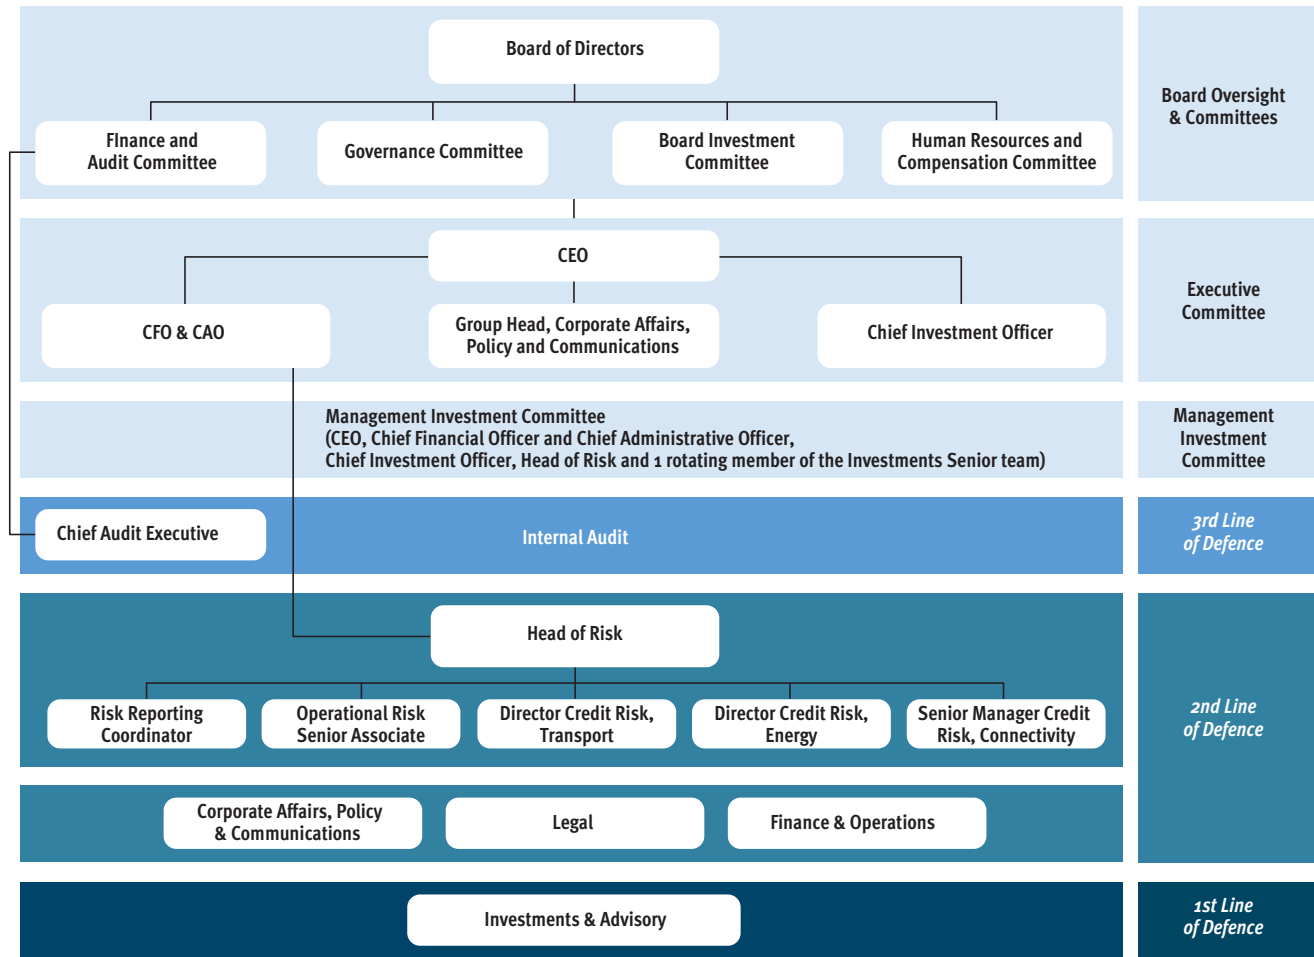 Board of Directors
Board Oversight
& Committees
FInance and
Audit Committee
Governance Committee
Board Investment
Committee
Human Resources and
Compensation Committee
CEO
Executive
Committee
CFO & CAO
Group Head, Corporate Affairs,
Policy and Communications
Chief Investment Officer
Management Investment Committee
(CEO, Chief Financial Officer and Chief Administrative Officer,
Chief Investment Officer, Head of Risk and 1 rotating member of the Investments Senior team)
Management
Investment
Committee
Chief Audit Executive
Internal Audit
3rd Line
of Defence
Head of Risk
Risk Reporting
Coordinator
Operational Risk
Senior Associate
Director Credit Risk,
Transport
Director Credit Risk,
Energy
Senior Manager Credit
Risk, Connectivity
2nd Line
of Defence
Corporate Affairs, Policy
& Communications
Legal
Finance & Operations
Investments & Advisory
1st Line
of Defence